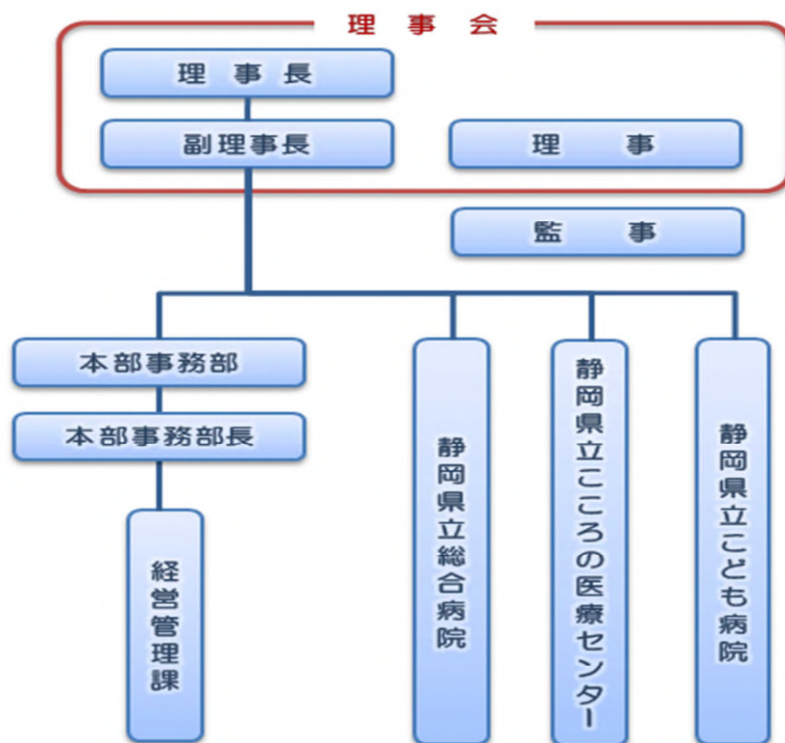 理事会
理事長
副理事長
理事
監事
本部事務部
本部事務部長
経営管理課
静岡県立総合病院
静岡県立こころの医療センター
静岡県立こども病院